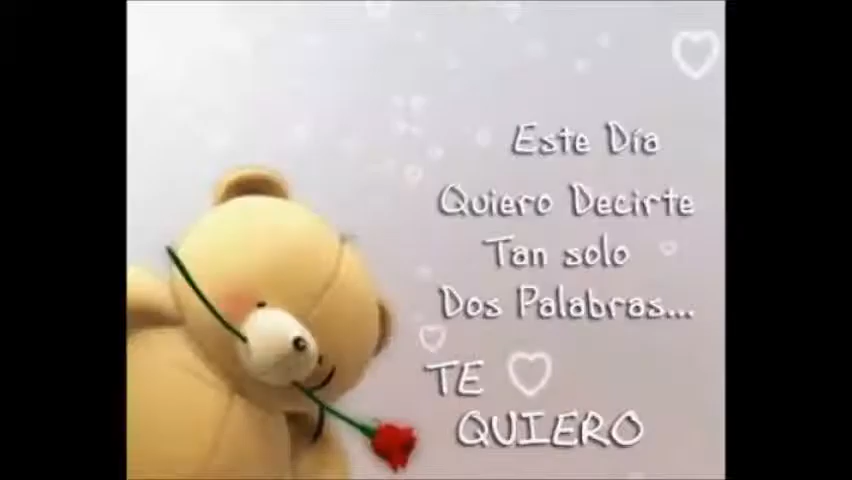 Este Día
Quiero Decirte
Tan solo
Dos Palabras...
TE
QUIERO